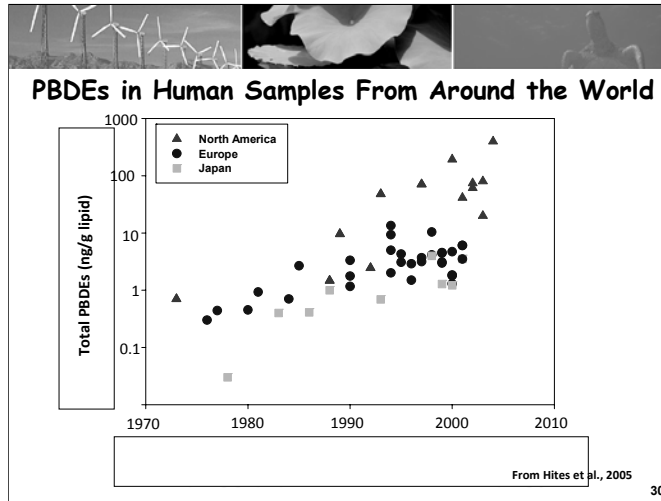 PBDEs in Human Samples From Around the World
1000
100
10
1
0.1
Total PBDEs (ng/g lipid)
North America
Europe
Japan
1970 1980 1990 2000 2010
From Hites et al., 2005
30